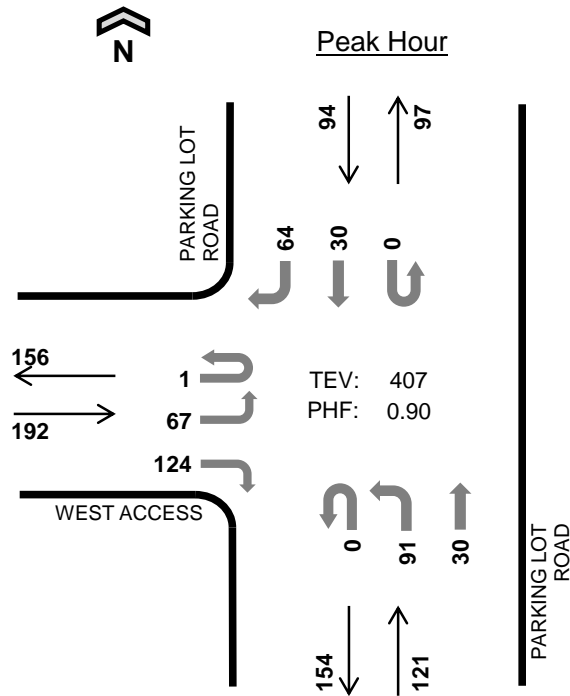 N
Peak Hour
94
97
PARKING LOT
ROAD
64
30
0
156
192
1
67
124
TEV: 407
PHF: 0.90
WEST ACCESS
0
91
30
PARKING LOT
ROAD
154
121